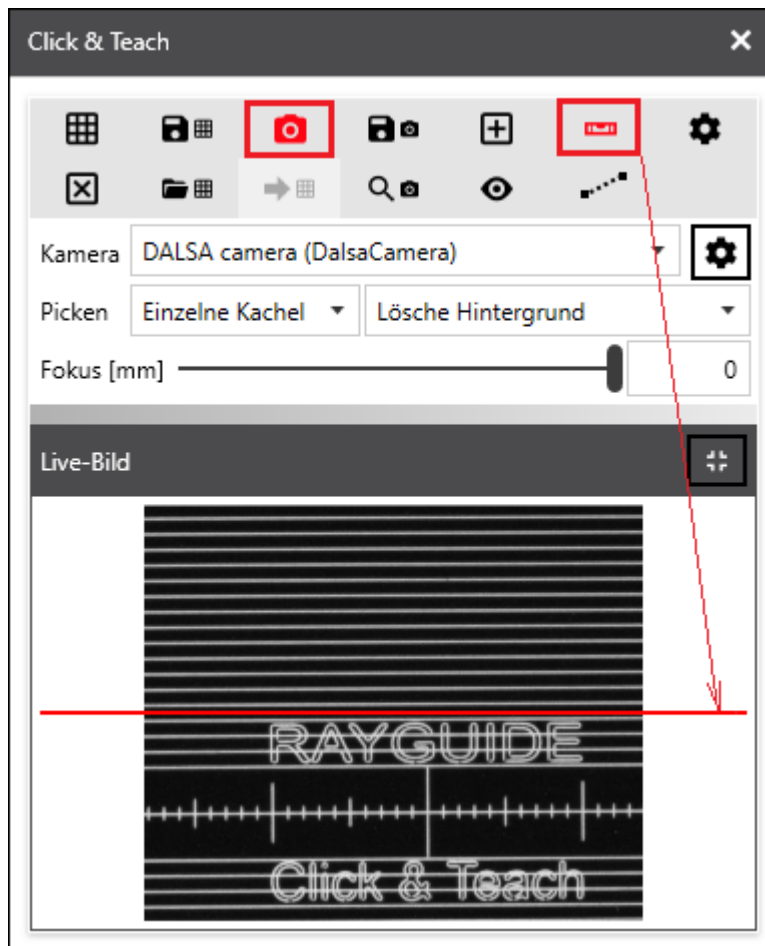 Click & Teach
Kamera DALSA camera (DalsaCamera)
Picken Einzelne Kachel Lösche Hintergrund
Fokus [mm] 0
Live-Bild
RAYGUIDE
Click & Teach